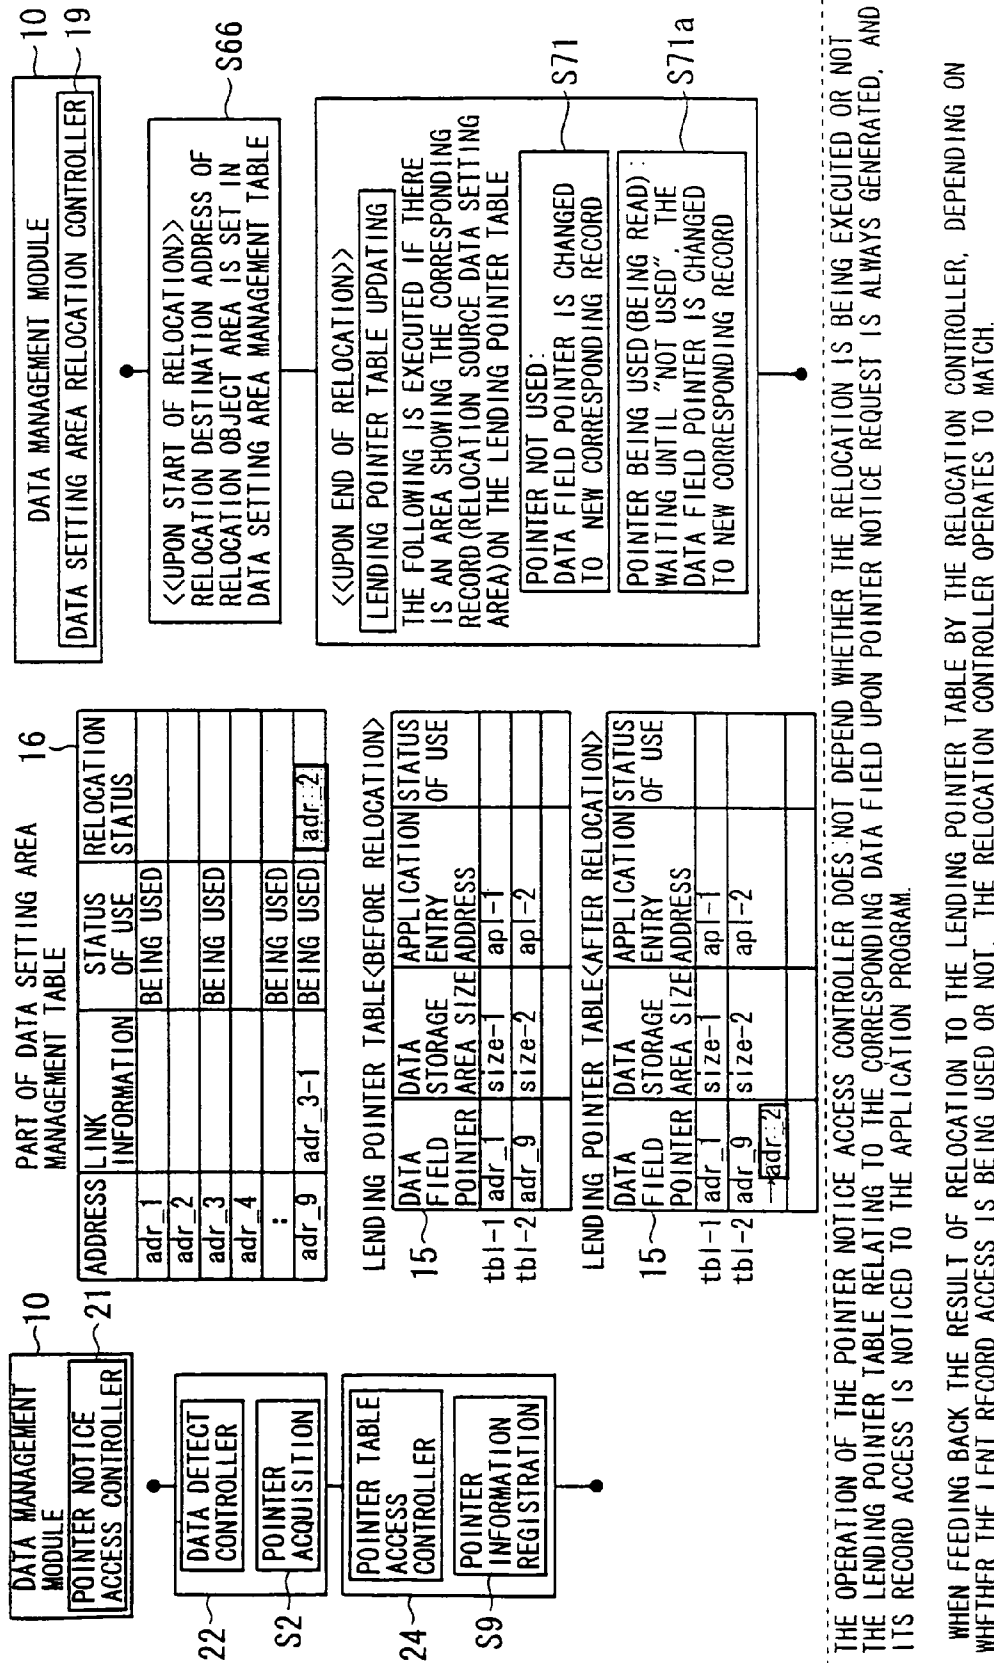 DATA MANAGEMENT
MODULE
10
POINTER NOTICE
ACCESS CONTROLLER
21
22
DATA DETECT
CONTROLLER
S2
POINTER
ACQUISITION
24
POINTER TABLE
ACCESS
CONTROLLER
S9
POINTER
INFORMATION
REGISTRATION
PART OF DATA SETTING AREA
MANAGEMENT TABLE
16
ADDRESS LINK INFORMATION STATUS OF USE RELOCATION STATUS
adr_1 BEING USED
adr_2
adr_3 BEING USED
adr_4
: BEING USED
adr_9 adr_3-1 BEING USED adr_2
LENDING POINTER TABLE<BEFORE RELOCATION>
15
DATA FIELD POINTER DATA STORAGE AREA SIZE APPLICATION ENTRY ADDRESS STATUS OF USE
tbl-1 adr_1 size-1 apl-1
tbl-2 adr_9 size-2 apl-2
LENDING POINTER TABLE<AFTER RELOCATION>
15
DATA FIELD POINTER DATA STORAGE AREA SIZE APPLICATION ENTRY ADDRESS STATUS OF USE
tbl-1 adr_1 size-1 apl-1
tbl-2 adr_9 size-2 apl-2
→adr_2
DATA MANAGEMENT MODULE
10
DATA SETTING AREA RELOCATION CONTROLLER
19
<<UPON START OF RELOCATION>>
RELOCATION DESTINATION ADDRESS OF
RELOCATION OBJECT AREA IS SET IN
DATA SETTING AREA MANAGEMENT TABLE
S66
<<UPON END OF RELOCATION>>
LENDING POINTER TABLE UPDATING
THE FOLLOWING IS EXECUTED IF THERE
IS AN AREA SHOWING THE CORRESPONDING
RECORD(RELOCATION SOURCE DATA SETTING
AREA)ON THE LENDING POINTER TABLE
POINTER NOT USED:
DATA FIELD POINTER IS CHANGED
TO NEW CORRESPONDING RECORD
S71
POINTER BEING USED(BEING READ):
WAITING UNTIL "NOT USED", THE
DATA FIELD POINTER IS CHANGED
TO NEW CORRESPONDING RECORD
S71a
THE OPERATION OF THE POINTER NOTICE ACCESS CONTROLLER DOES NOT DEPEND WHETHER THE RELOCATION IS BEING EXECUTED OR NOT
THE LENDING POINTER TABLE RELATING TO THE CORRESPONDING DATA FIELD UPON POINTER NOTICE REQUEST IS ALWAYS GENERATED, AND
ITS RECORD ACCESS IS NOTICED TO THE APPLICATION PROGRAM.
WHEN FEEDING BACK THE RESULT OF RELOCATION TO THE LENDING POINTER TABLE BY THE RELOCATION CONTROLLER, DEPENDING ON
WHETHER THE LENT RECORD ACCESS IS BEING USED OR NOT, THE RELOCATION CONTROLLER OPERATES TO MATCH.